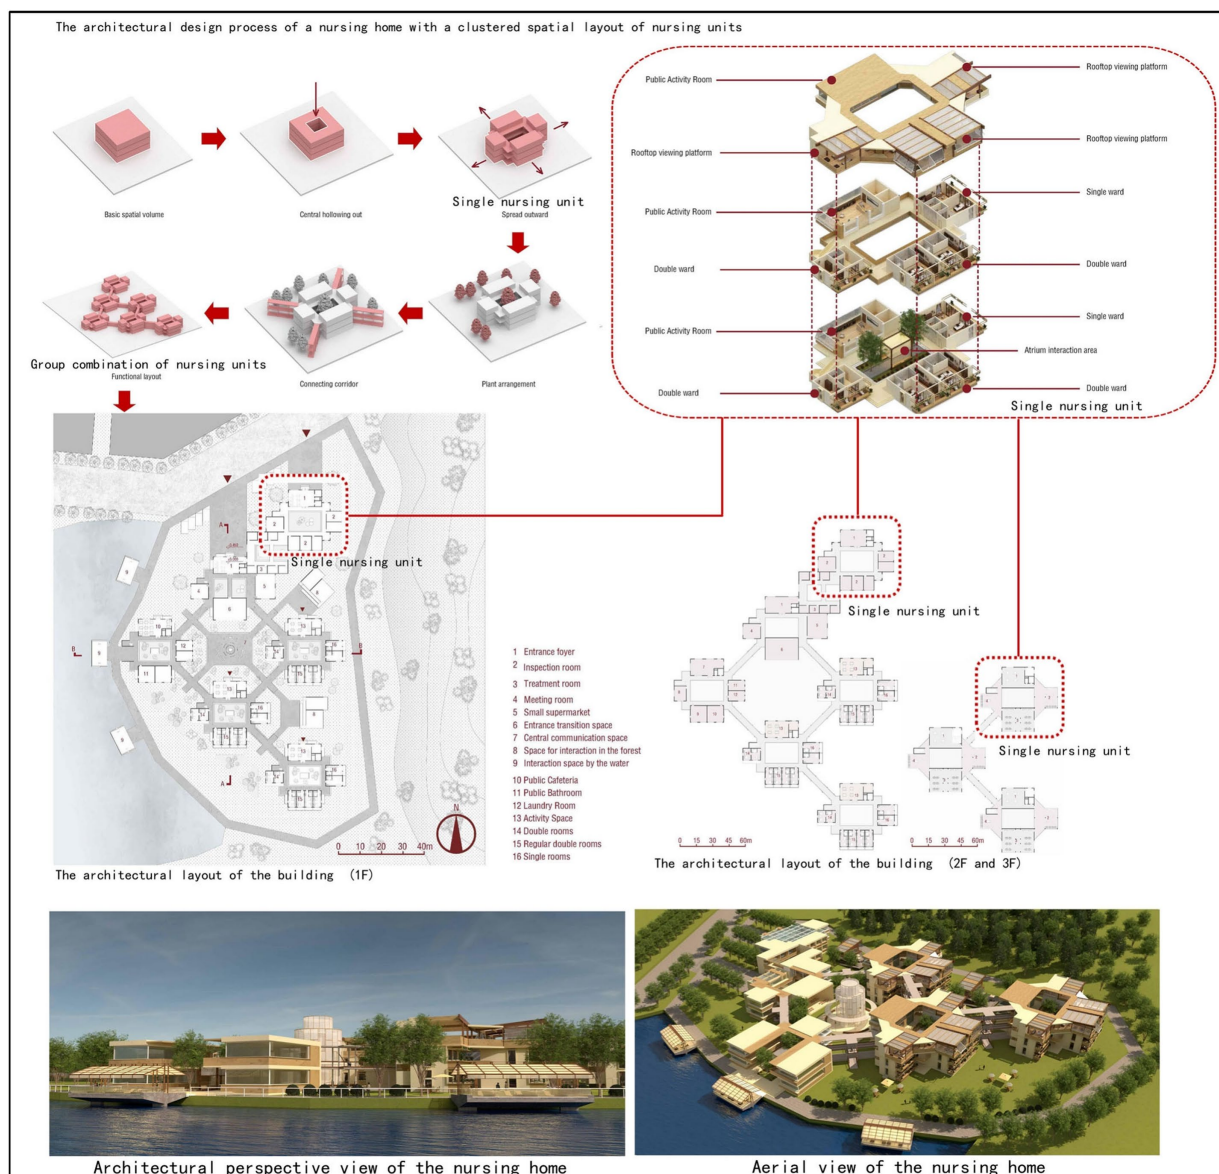 The architectural design process of a nursing home with a clustered spatial layout of nursing units
Basic spatial volume
Central hollowing out
Single nursing unit
Spread outward
Group combination of nursing units
Functional layout
Connecting corridor
Plant arrangement
Public Activity Room
Rooftop viewing platform
Rooftop viewing platform
Rooftop viewing platform
Single ward
Public Activity Room
Double ward
Double ward
Single ward
Public Activity Room
Atrium interaction area
Double ward
Double ward
Single nursing unit
Single nursing unit
A
B
B
A
N
0 10 20 40m
1 Entrance foyer
2 Inspection room
3 Treatment room
4 Meeting room
5 Small supermarket
6 Entrance transition space
7 Central communication space
8 Space for interaction in the forest
9 Interaction space by the water
10 Public Cafeteria
11 Public Bathroom
12 Laundry Room
13 Activity Space
14 Double rooms
15 Regular double rooms
16 Single rooms
The architectural layout of the building (1F)
Single nursing unit
Single nursing unit
0 15 30 45 60m
0 15 30 45 60m
The architectural layout of the building (2F and 3F)
Architectural perspective view of the nursing home
Aerial view of the nursing home